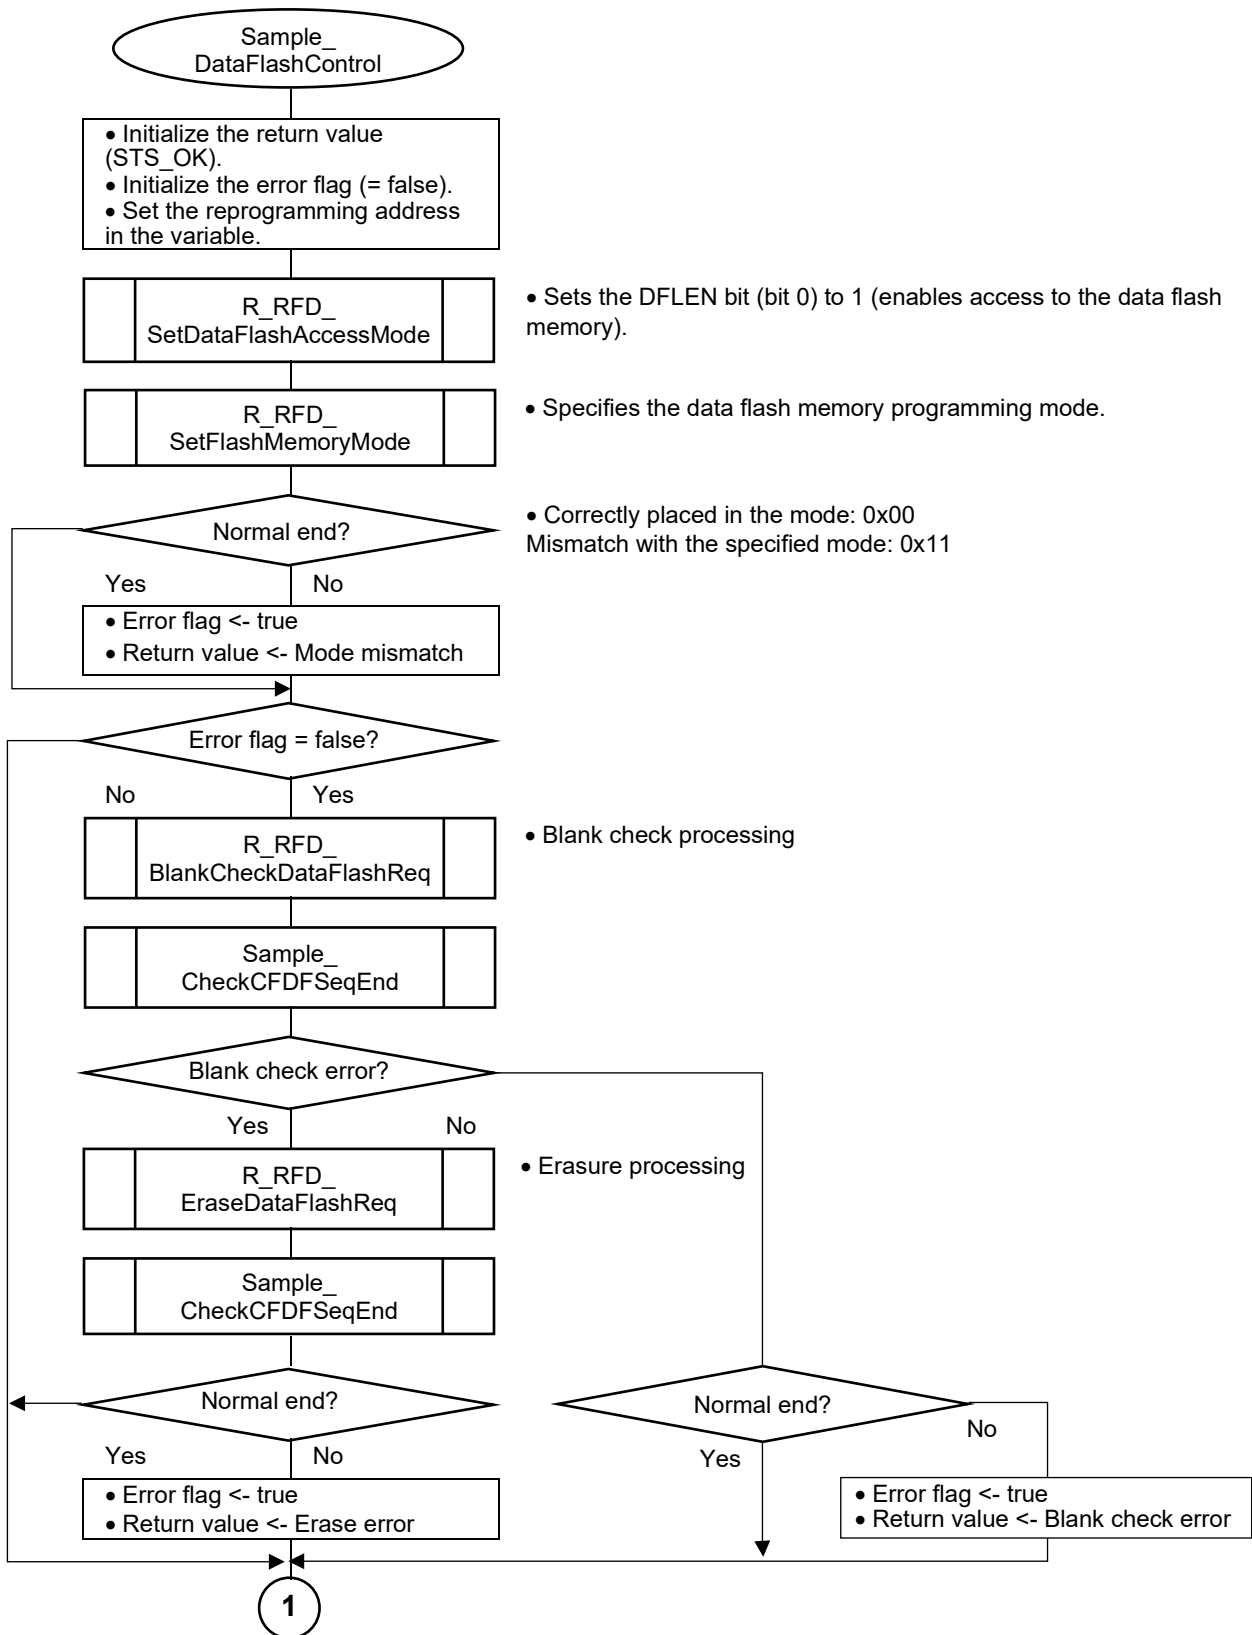 Sample_
DataFlashControl
• Initialize the return value
(STS_OK).
• Initialize the error flag (= false).
• Set the reprogramming address
in the variable.
R_RFD_
SetDataFlashAccessMode
• Sets the DFLEN bit (bit 0) to 1 (enables access to the data flash
memory).
R_RFD_
SetFlashMemoryMode
• Specifies the data flash memory programming mode.
Normal end?
• Correctly placed in the mode: 0x00
Mismatch with the specified mode: 0x11
Yes No
• Error flag <- true
• Return value <- Mode mismatch
Error flag = false?
No Yes
R_RFD_
BlankCheckDataFlashReq
• Blank check processing
Sample_
CheckCFDFSeqEnd
Blank check error?
Yes No
R_RFD_
EraseDataFlashReq
• Erasure processing
Sample_
CheckCFDFSeqEnd
Normal end?
Yes No
• Error flag <- true
• Return value <- Erase error
Normal end?
No
Yes
• Error flag <- true
• Return value <- Blank check error
1